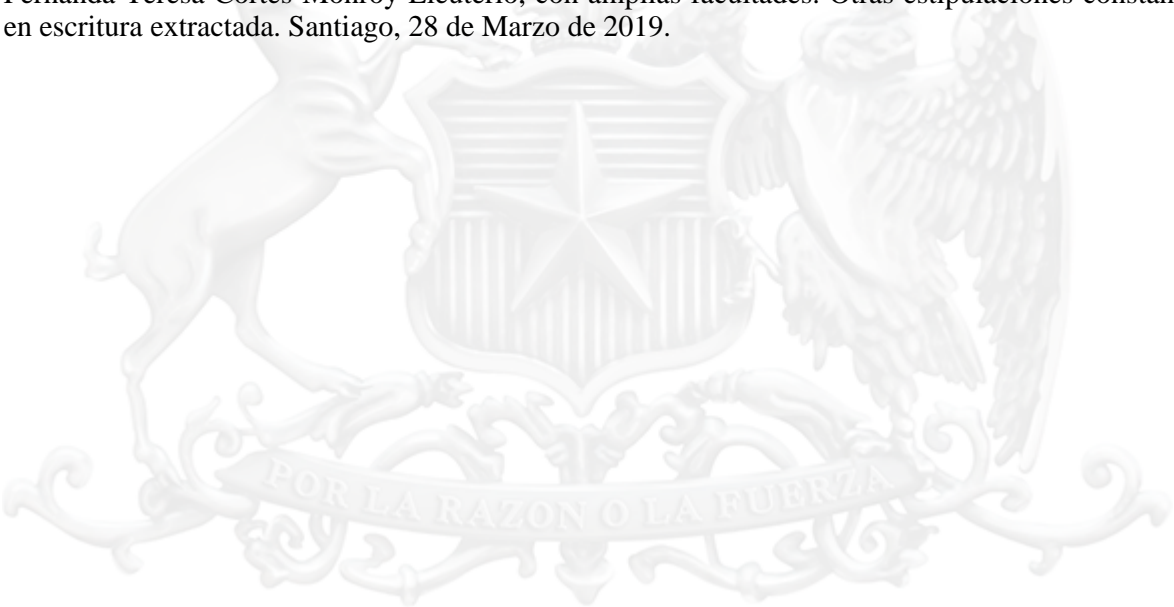 Fernanda Teresa Cortés Monroy Eleuterio, con amplias facultades. Otras estipulaciones constan
en escritura extractada. Santiago, 28 de Marzo de 2019.
POR LA RAZON O LA FUERZA